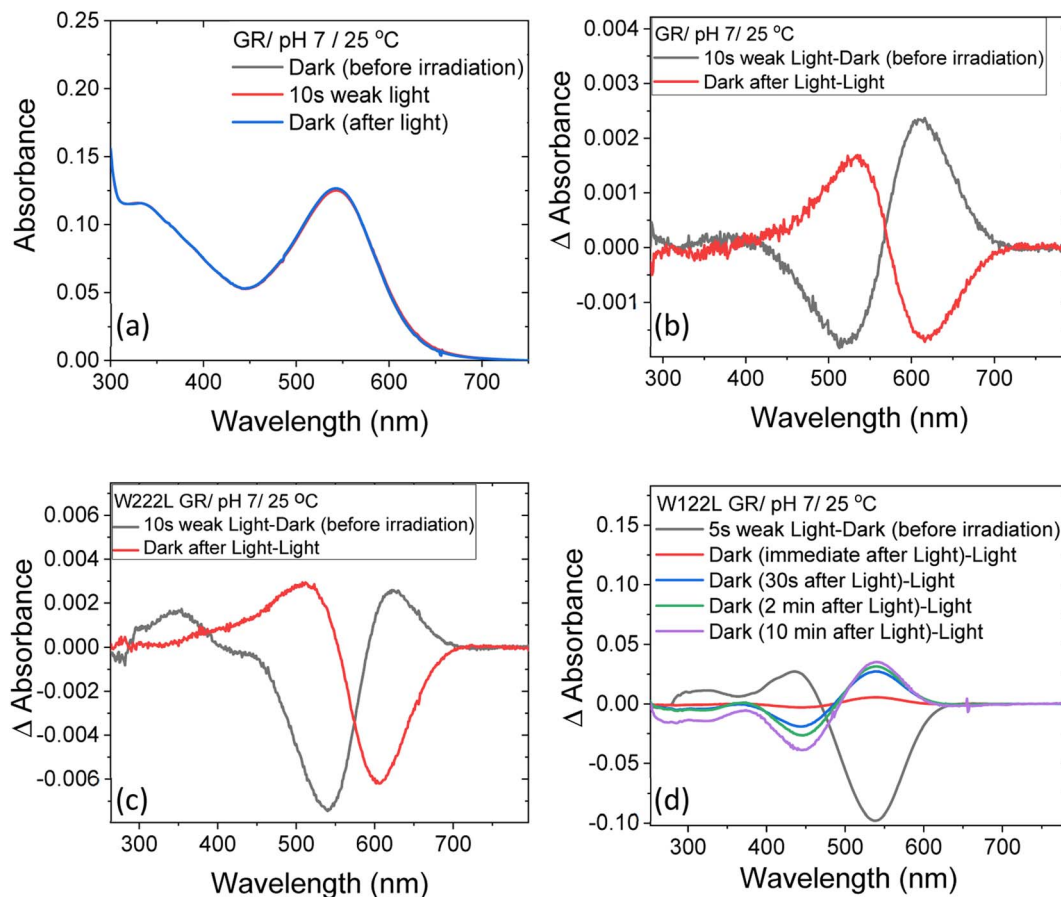 GR/ pH 7 / 25 °C
Dark (before irradiation)
10s weak light
Dark (after light)
0.25
0.20
0.15
0.10
0.05
0.00
Absorbance
(a)
300 400 500 600 700
Wavelength (nm)
GR/ pH 7/ 25 °C
10s weak Light-Dark (before irradiation)
Dark after Light-Light
0.004
0.003
0.002
0.001
0.000
-0.001
Δ Absorbance
(b)
300 400 500 600 700
Wavelength (nm)
W222L GR/ pH 7/ 25 °C
10s weak Light-Dark (before irradiation)
Dark after Light-Light
0.006
0.004
0.002
0.000
-0.002
-0.004
-0.006
Δ Absorbance
(c)
300 400 500 600 700
Wavelength (nm)
W122L GR/ pH 7/ 25 °C
5s weak Light-Dark (before irradiation)
Dark (immediate after Light)-Light
Dark (30s after Light)-Light
Dark (2 min after Light)-Light
Dark (10 min after Light)-Light
0.15
0.10
0.05
0.00
-0.05
-0.10
Δ Absorbance
(d)
300 400 500 600 700
Wavelength (nm)